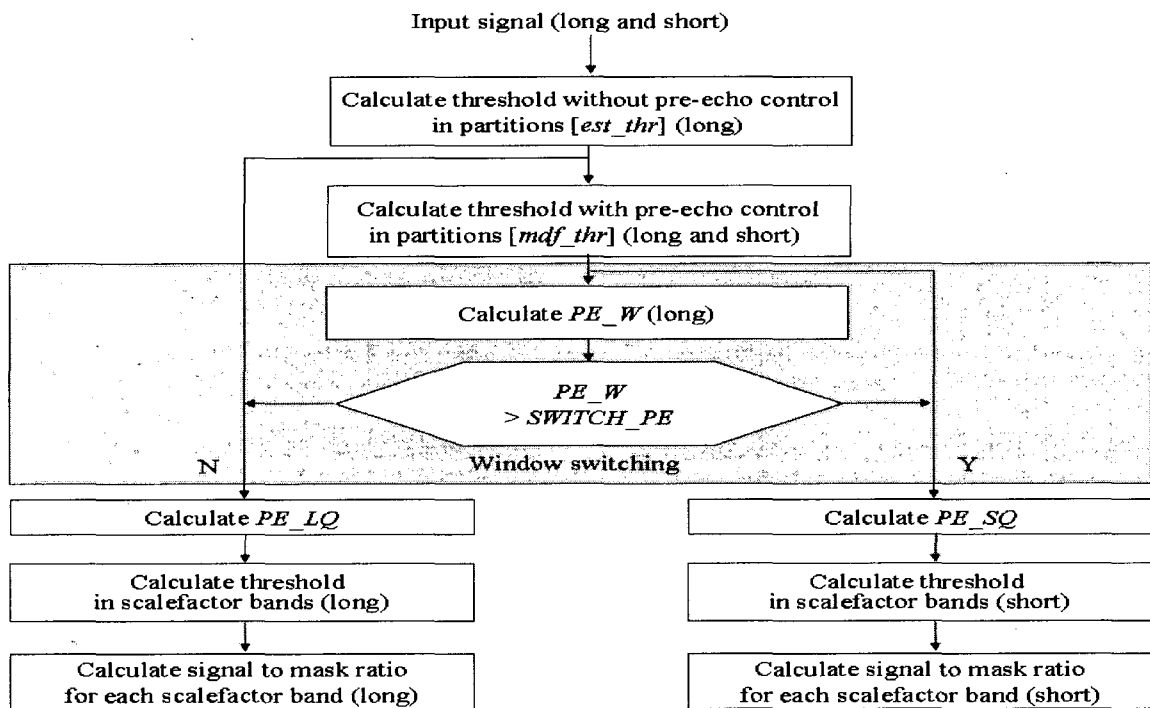 Input signal (long and short)
Calculate threshold without pre-echo control
in partitions [est_thr] (long)
Calculate threshold with pre-echo control
in partitions [mdf_thr] (long and short)
Calculate PE_W (long)
PE_W
> SWITCH_PE
Window switching
N
Y
Calculate PE_LQ
Calculate PE_SQ
Calculate threshold
in scalefactor bands (long)
Calculate threshold
in scalefactor bands (short)
Calculate signal to mask ratio
for each scalefactor band (long)
Calculate signal to mask ratio
for each scalefactor band (short)